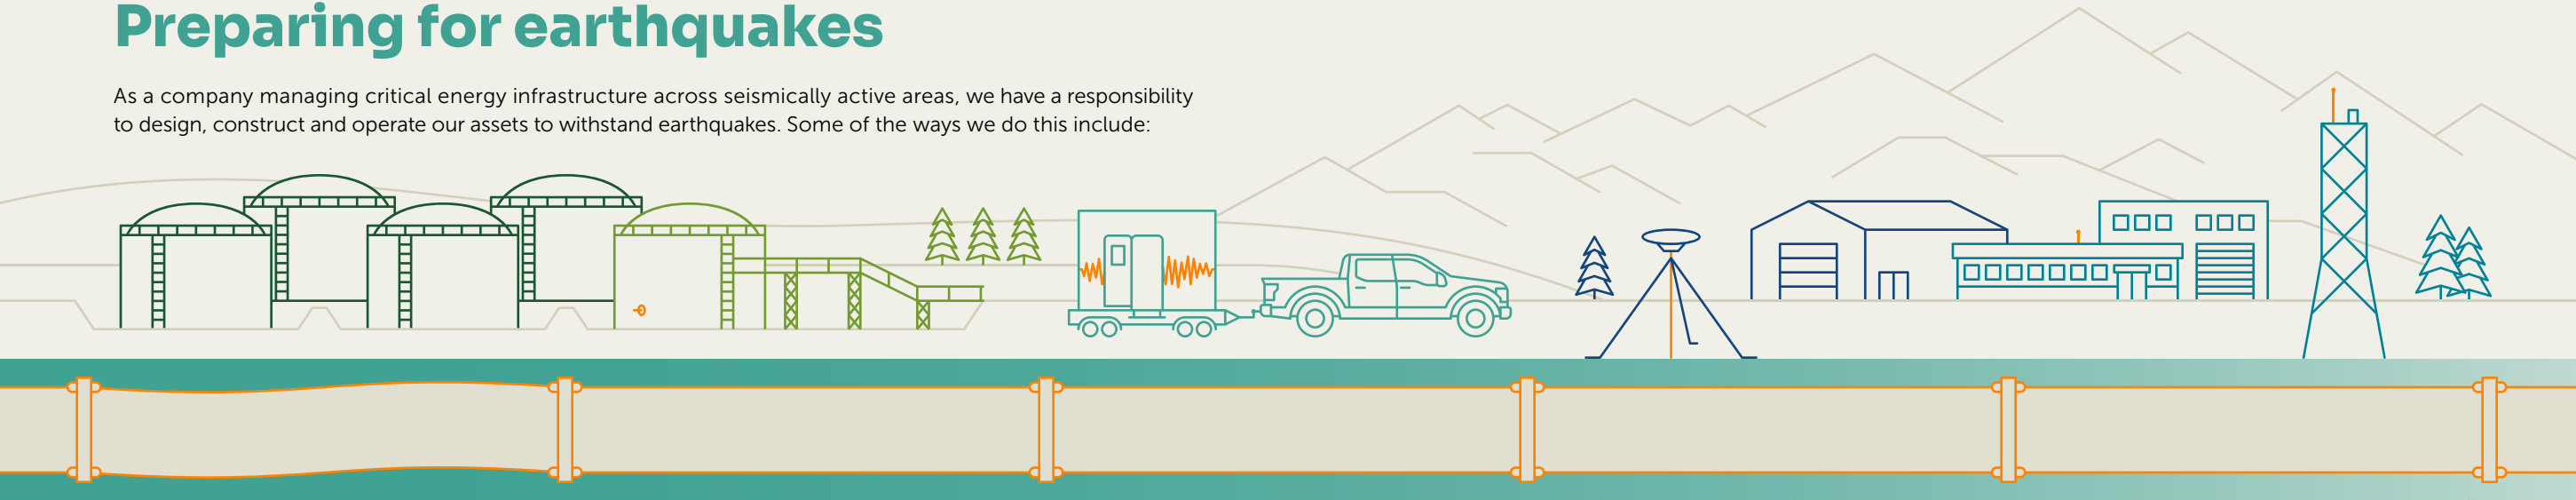 Preparing for earthquakes
As a company managing critical energy infrastructure across seismically active areas, we have a responsibility
to design, construct and operate our assets to withstand earthquakes. Some of the ways we do this include: